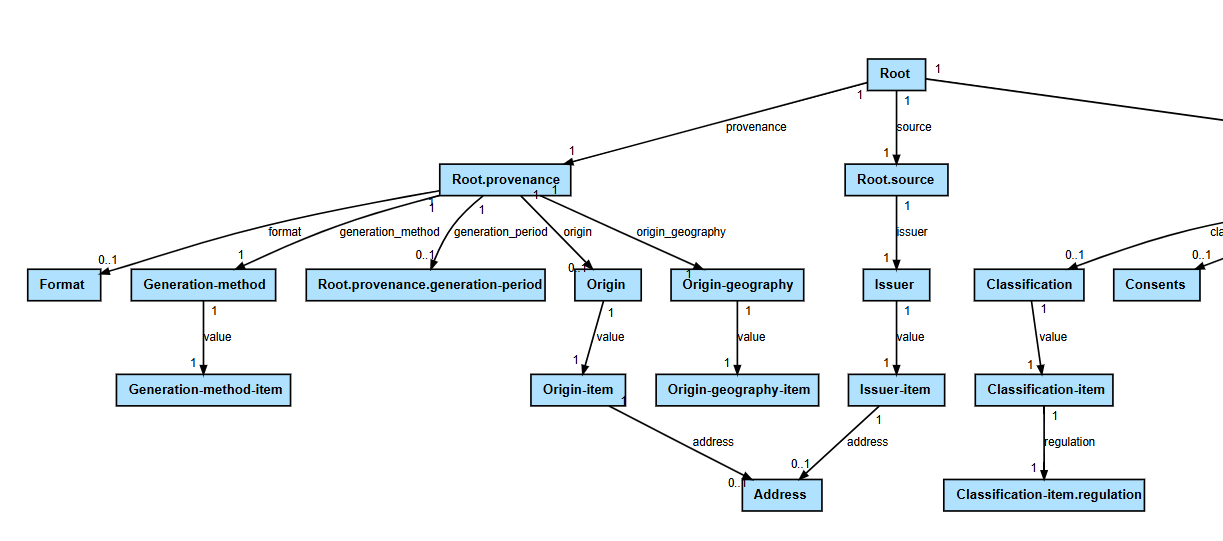 Root
1
1
1
provenance
source
1
1
Root.provenance
1
1
Root.source
1
1
1
format
generation_method
generation_period
origin
origin_geography
issuer
cla
0..1
1
0..1
0..1
1
1
0..1
0..1
Format
Generation-method
Root.provenance.generation-period
Origin
Origin-geography
Issuer
Classification
Consents
1
1
1
1
1
value
value
value
value
value
1
1
1
1
1
Generation-method-item
Origin-item
1
Origin-geography-item
Issuer-item
Classification-item
1
1
address
address
regulation
0..1
0..1
1
Address
Classification-item.regulation